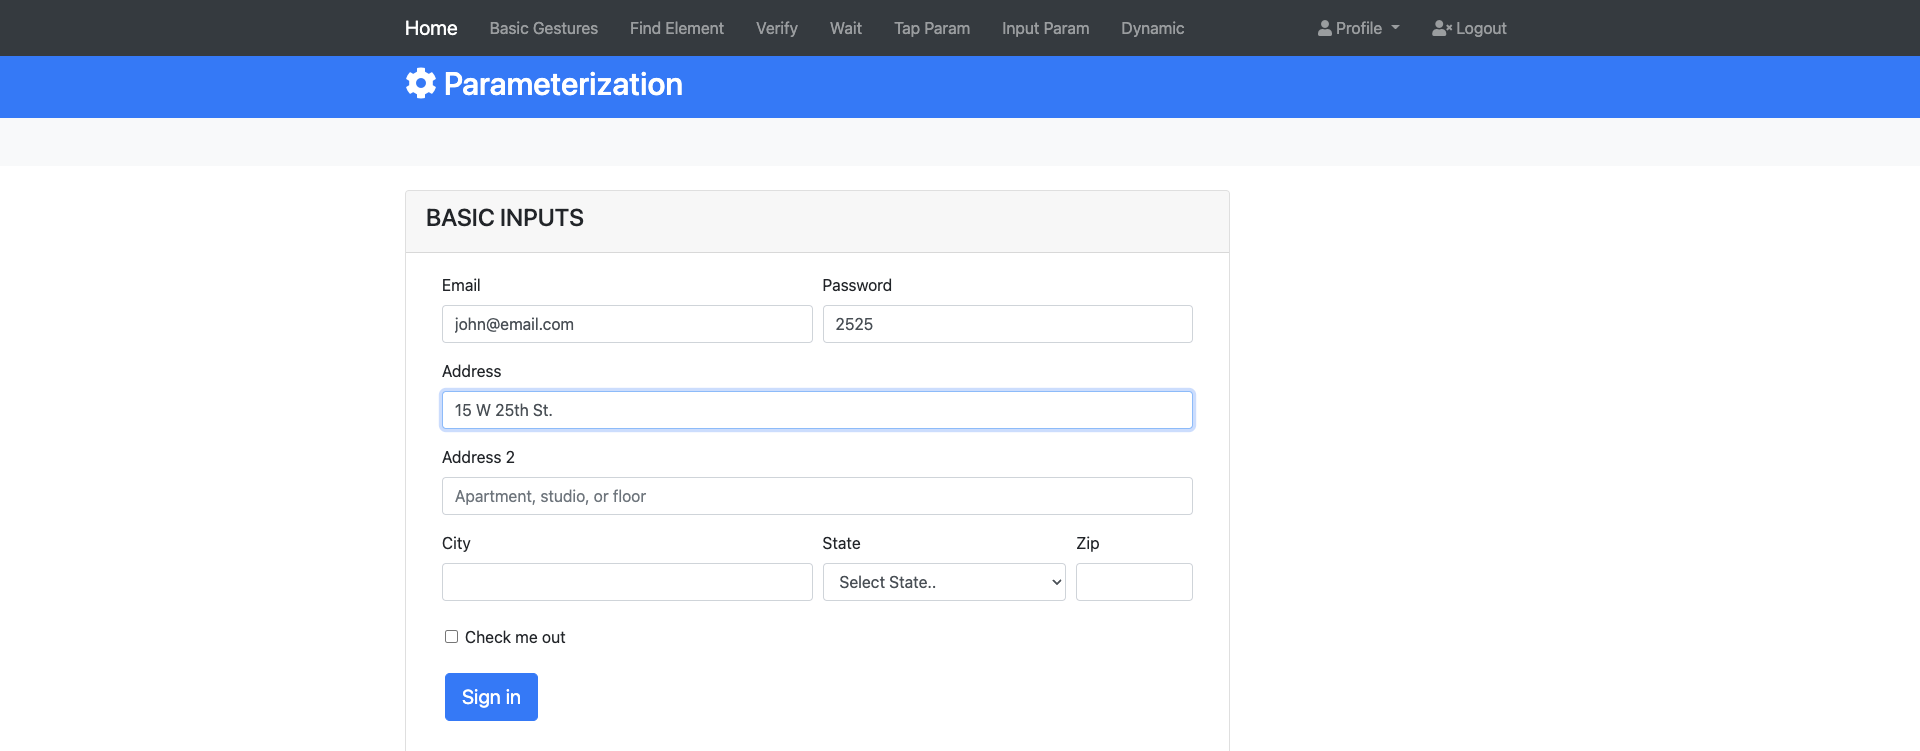 Home Basic Gestures Find Element Verify Wait Tap Param Input Param Dynamic Profile Logout
Parameterization
BASIC INPUTS
Email Password
john@email.com 2525
Address
15 W 25th St.
Address 2
Apartment, studio, or floor
City State Zip
Select State..
Check me out
Sign in